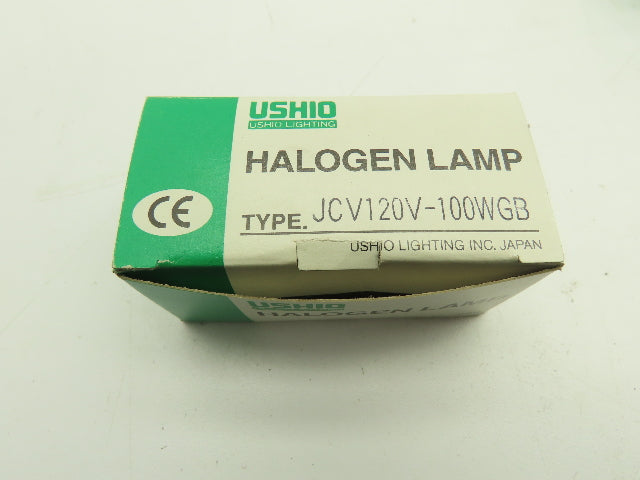 USHIO
USHIO LIGHTING
HALOGEN LAMP
CE
TYPE. JCV120V-100WGB
USHIO LIGHTING INC. JAPAN
USHIO
HALOGEN LAMP